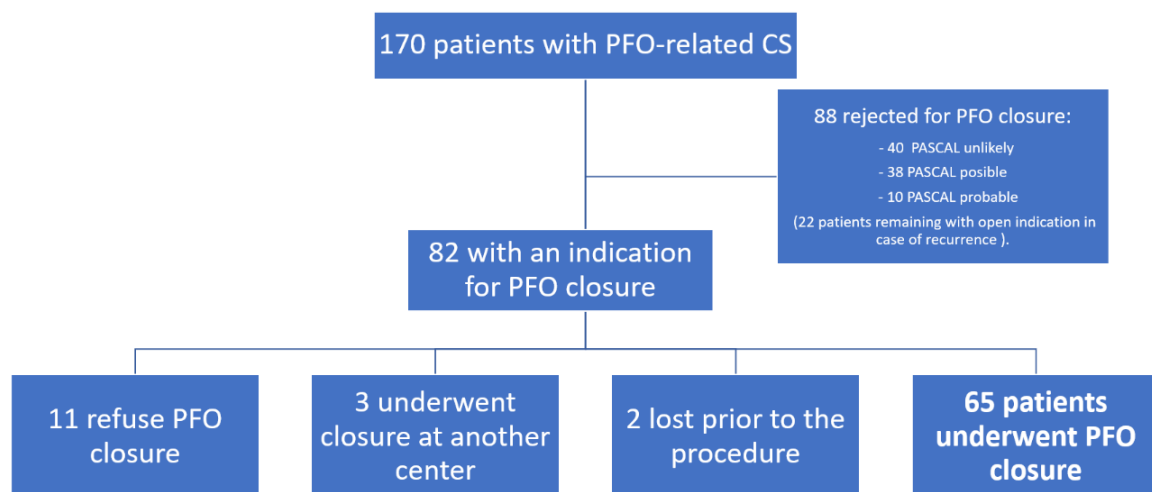 170 patients with PFO-related CS
88 rejected for PFO closure:
- 40 PASCAL unlikely
- 38 PASCAL posible
- 10 PASCAL probable
(22 patients remaining with open indication in
case of recurrence ).
82 with an indication
for PFO closure
11 refuse PFO
closure
3 underwent
closure at another
center
2 lost prior to the
procedure
65 patients
underwent PFO
closure